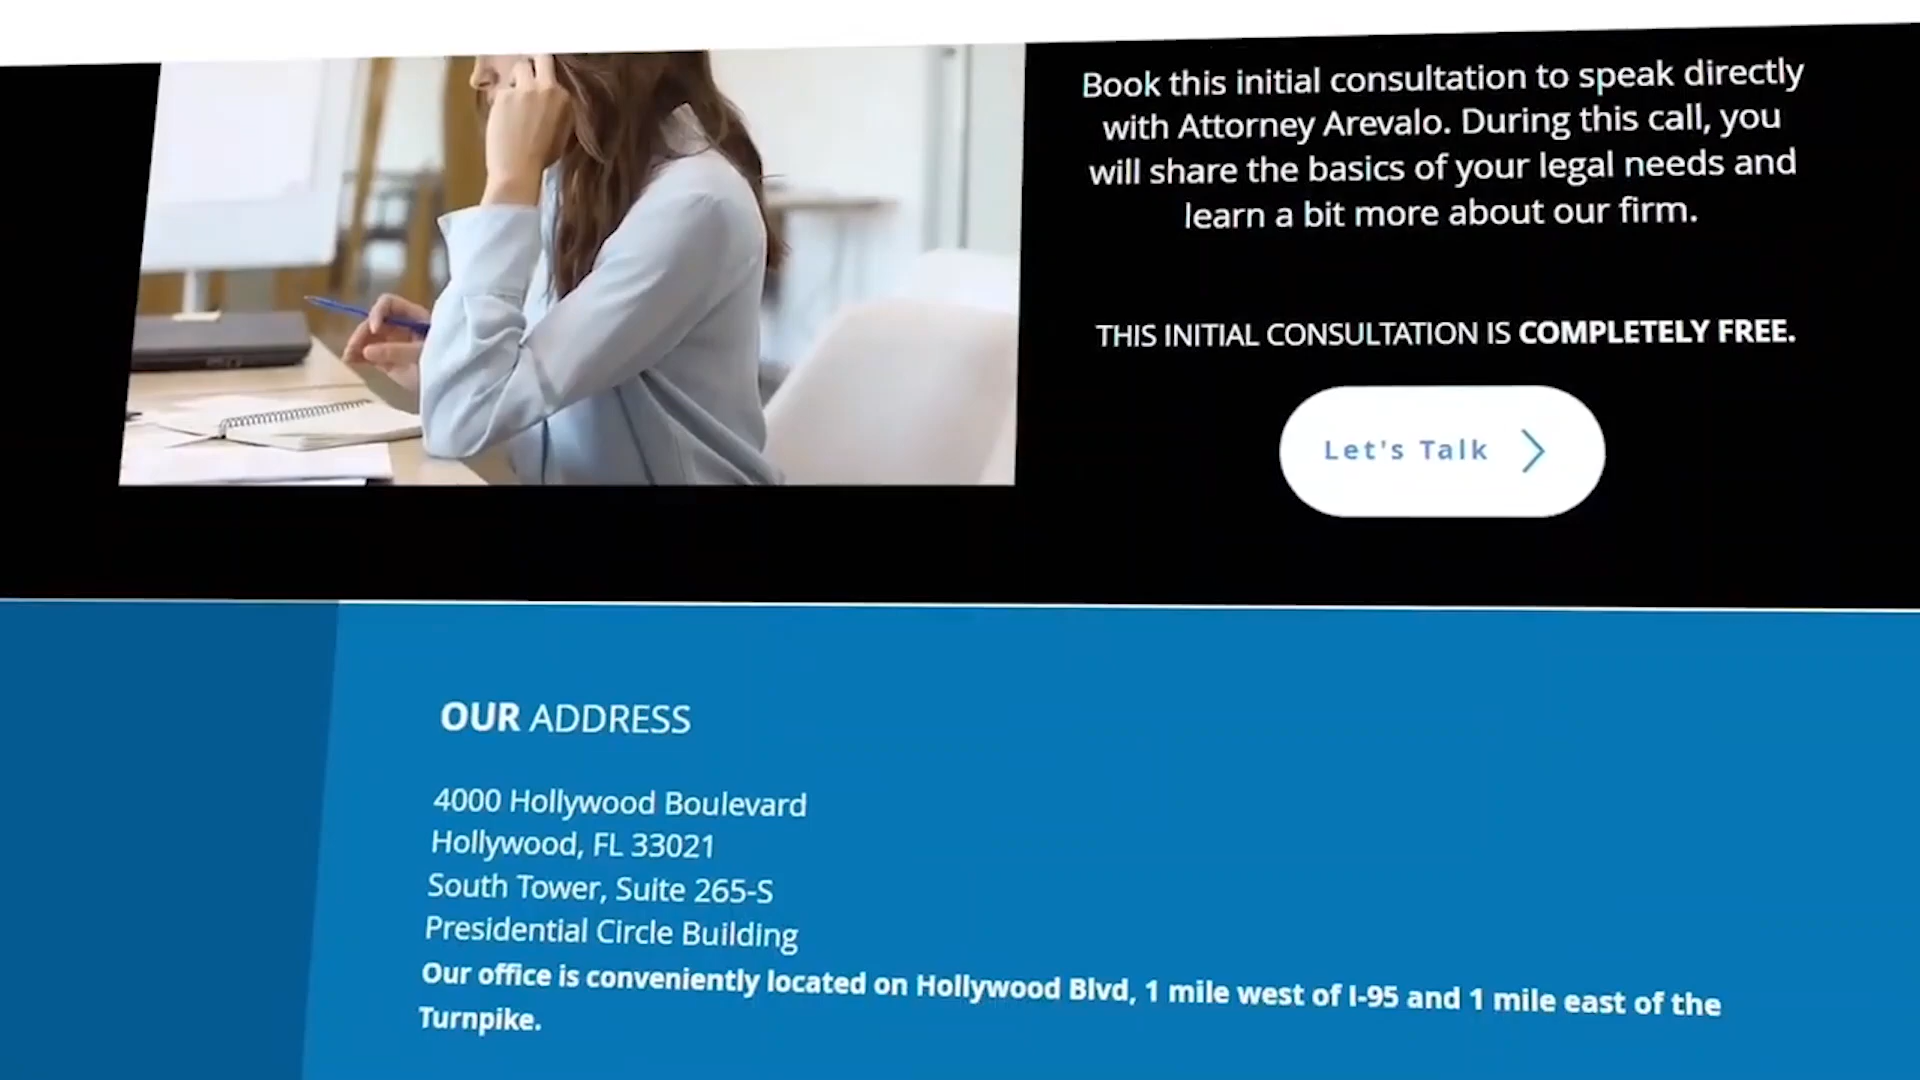 Book this initial consultation to speak directly
with Attorney Arevalo. During this call, you
will share the basics of your legal needs and
learn a bit more about our firm.
THIS INITIAL CONSULTATION IS COMPLETELY FREE.
Let's Talk
OUR ADDRESS
4000 Hollywood Boulevard
Hollywood, FL 33021
South Tower, Suite 265-S
Presidential Circle Building
Our office is conveniently located on Hollywood Blvd, 1 mile west of I-95 and 1 mile east of the
Turnpike.